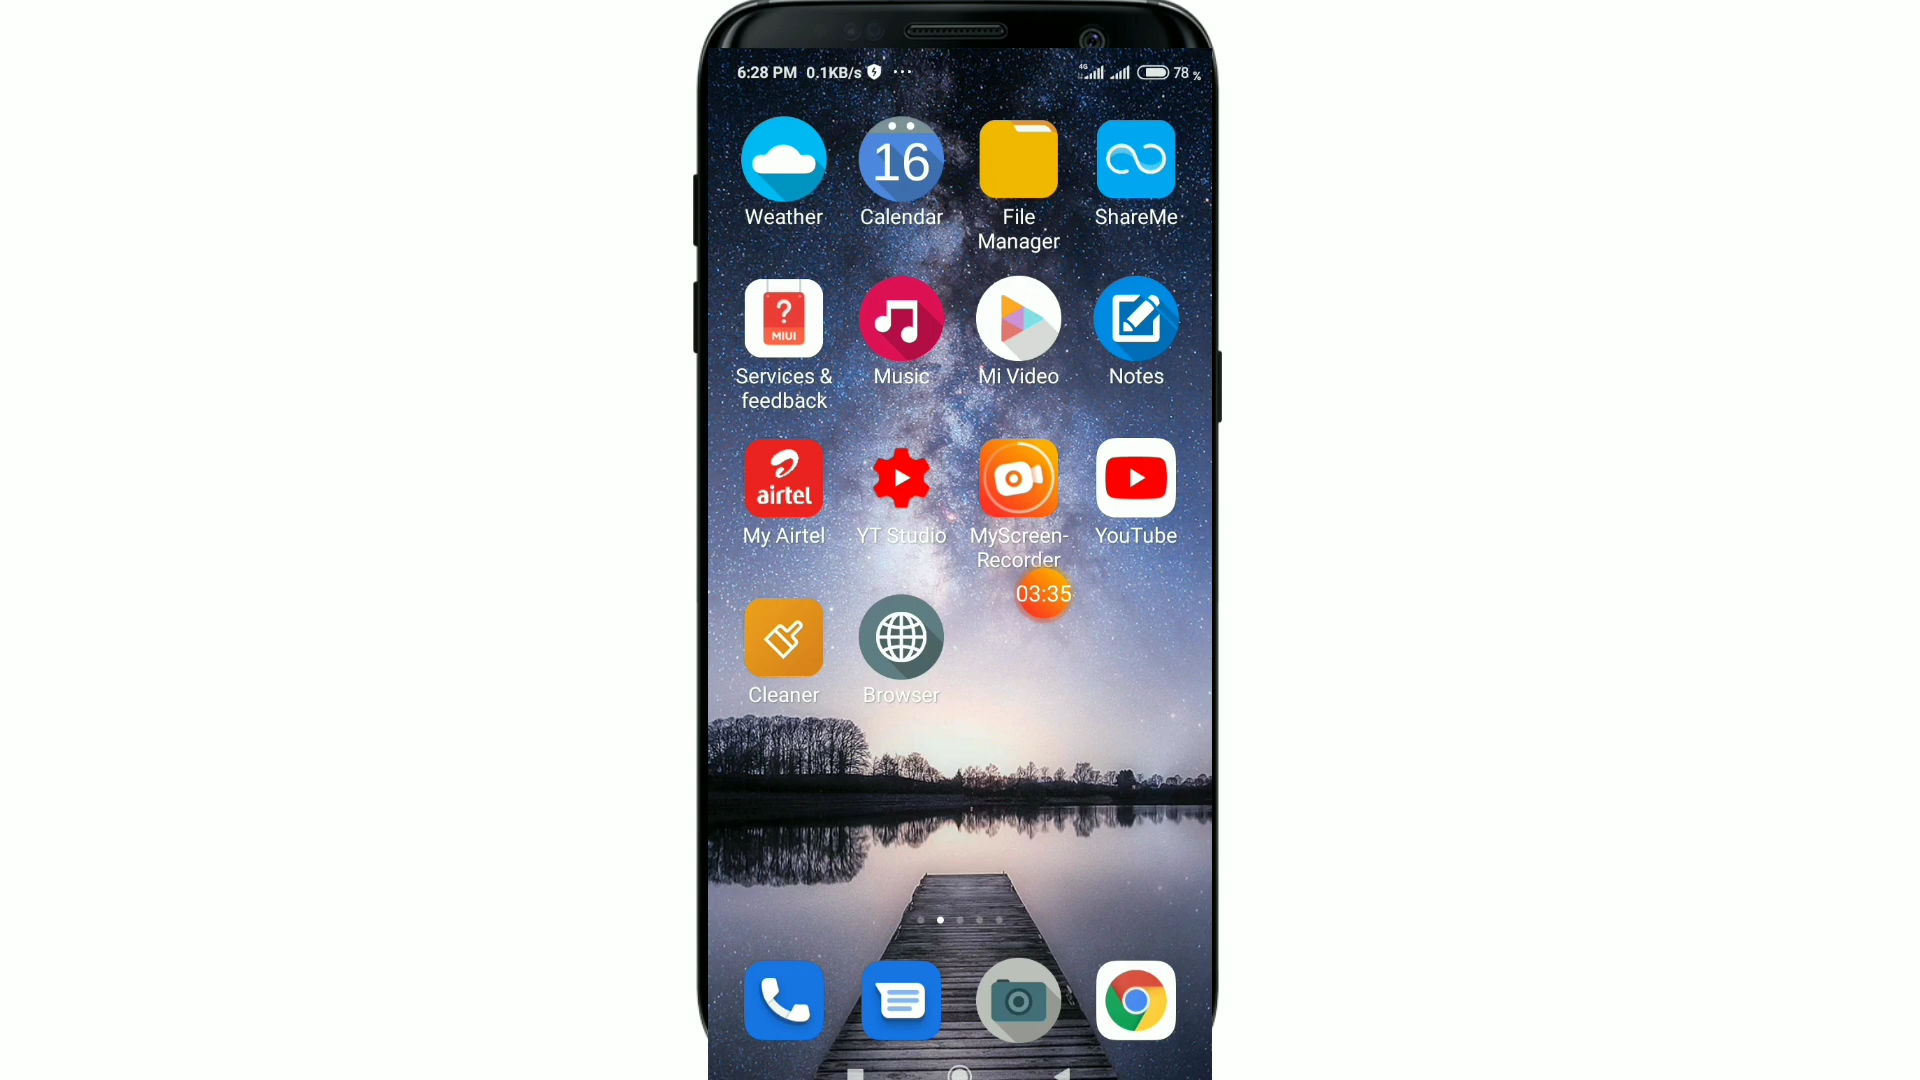 6:28 PM 0.1KB/s ... 4G 78 %
16
Weather Calendar File Manager ShareMe
? MIUI
Services & feedback Music Mi Video Notes
airtel
My Airtel YT Studio MyScreen-Recorder YouTube
03:35
Cleaner Browser